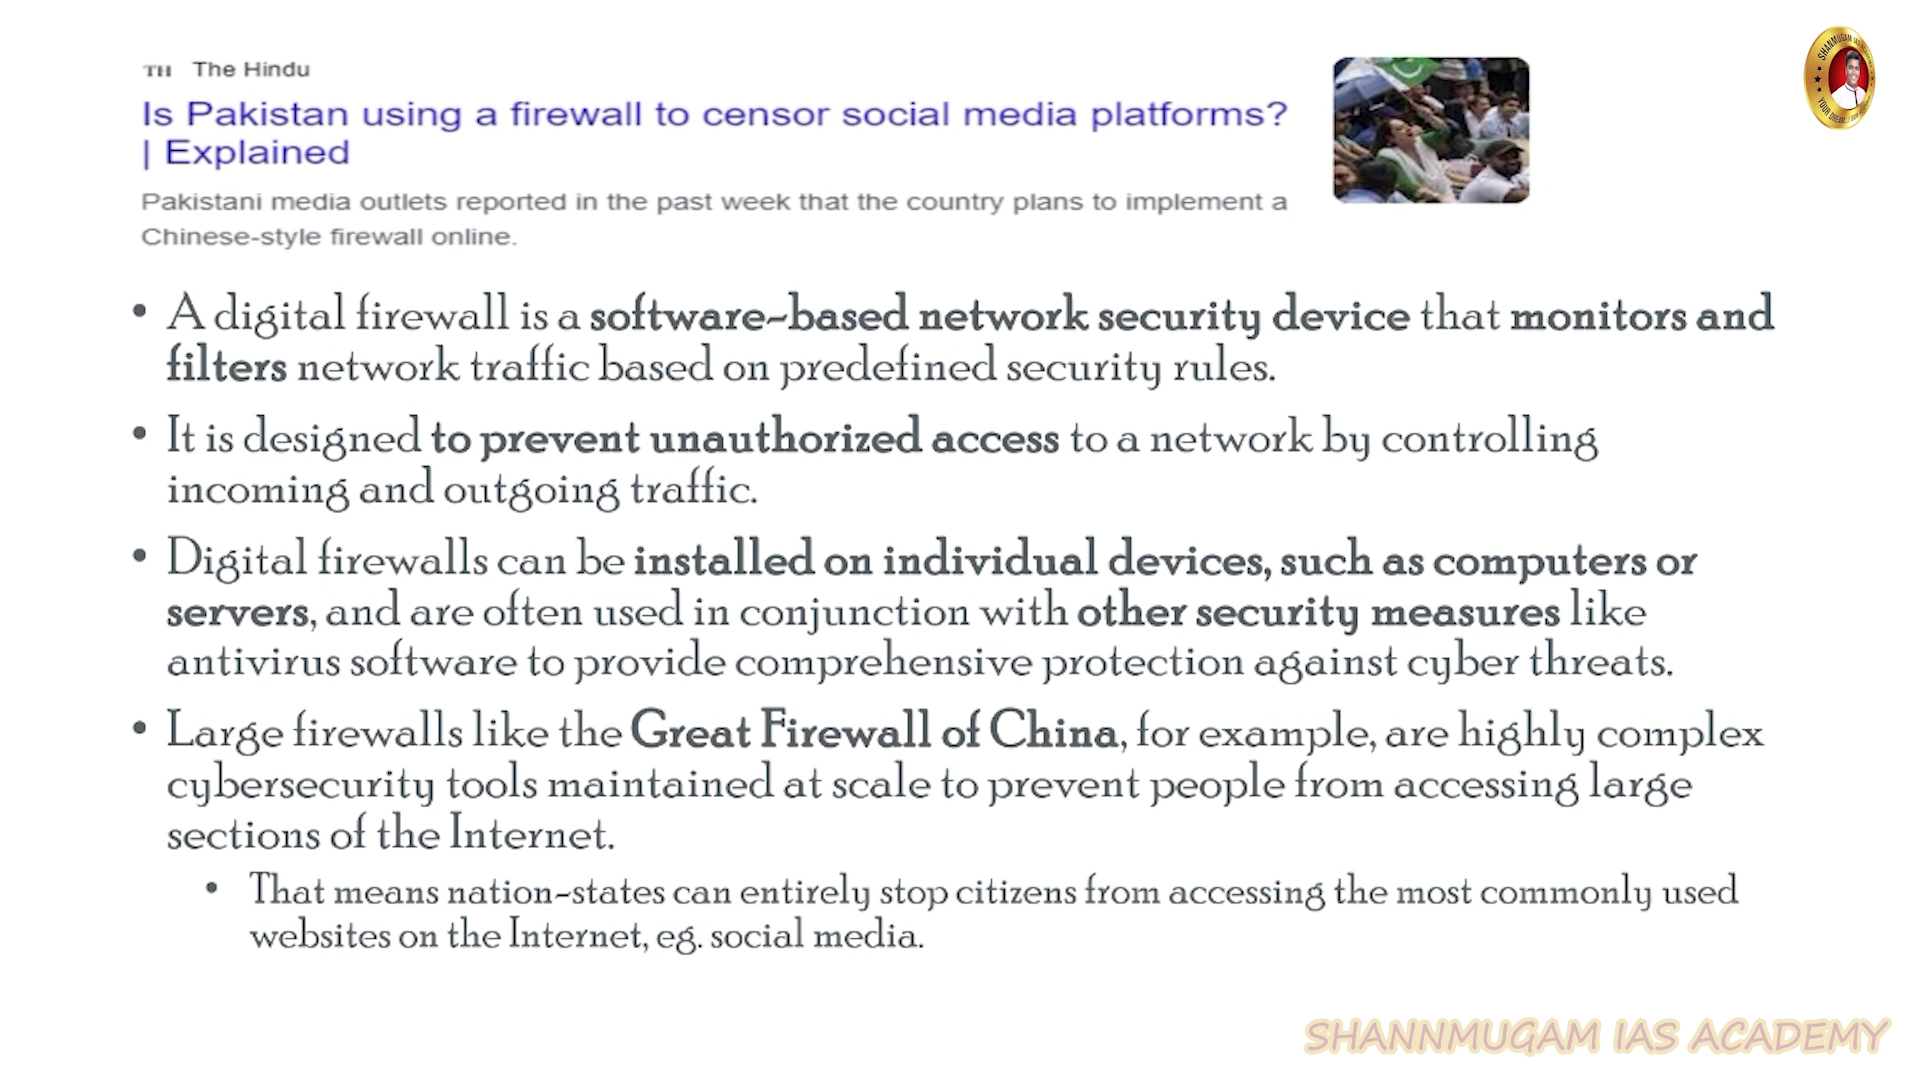 TH The Hindu
Is Pakistan using a firewall to censor social media platforms?
| Explained
Pakistani media outlets reported in the past week that the country plans to implement a
Chinese-style firewall online.
• A digital firewall is a software-based network security device that monitors and
filters network traffic based on predefined security rules.
• It is designed to prevent unauthorized access to a network by controlling
incoming and outgoing traffic.
• Digital firewalls can be installed on individual devices, such as computers or
servers, and are often used in conjunction with other security measures like
antivirus software to provide comprehensive protection against cyber threats.
• Large firewalls like the Great Firewall of China, for example, are highly complex
cybersecurity tools maintained at scale to prevent people from accessing large
sections of the Internet.
• That means nation-states can entirely stop citizens from accessing the most commonly used
websites on the Internet, eg. social media.
SHANNMUGAM IAS ACADEMY